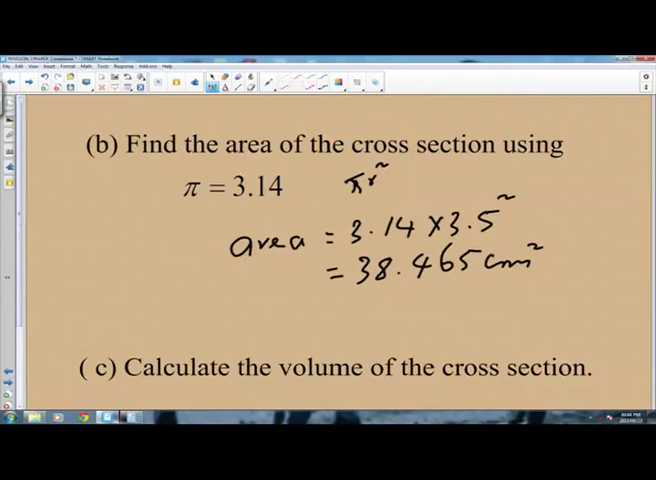 (b) Find the area of the cross section using
π = 3.14 πr²
area = 3.14 × 3.5²
= 38.465 cm²
( c) Calculate the volume of the cross section.